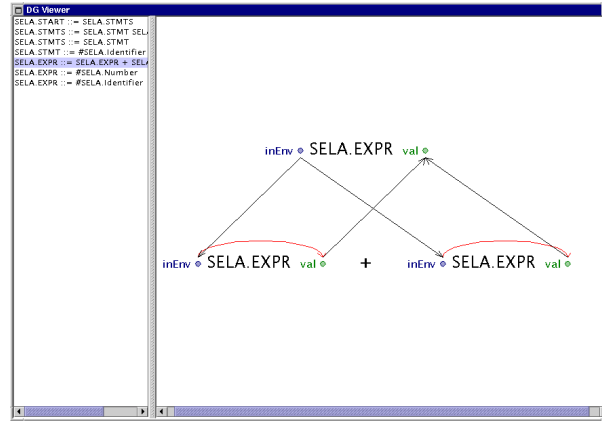 DG Viewer
SELA.START ::= SELA.STMTS
SELA.STMTS ::= SELA.STMT SEL
SELA.STMTS ::= SELA.STMT
SELA.STMT ::= #SELA.Identifier
SELA.EXPR ::= SELA.EXPR + SEL
SELA.EXPR ::= #SELA.Number
SELA.EXPR ::= #SELA.Identifier
inEnv SELA.EXPR val
inEnv SELA.EXPR val + inEnv SELA.EXPR val